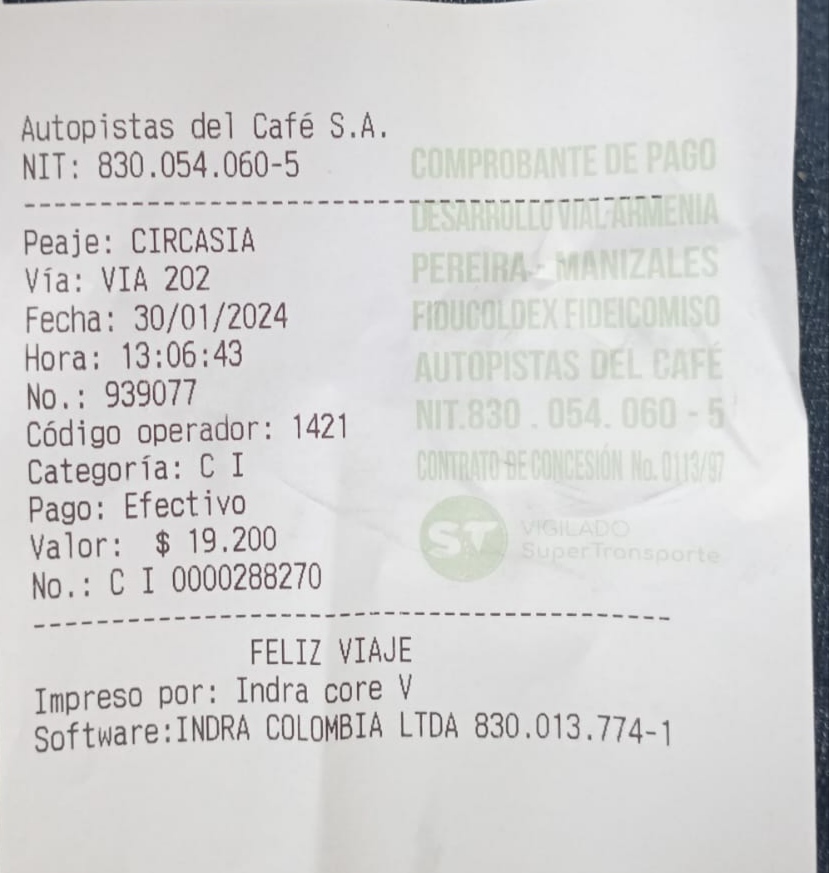 Autopistas del Café S.A.
NIT: 830.054.060-5
Peaje: CIRCASIA
Vía: VIA 202
Fecha: 30/01/2024
Hora: 13:06:43
No.: 939077
Código operador: 1421
Categoría: C I
Pago: Efectivo
Valor: $ 19.200
No.: C I 0000288270
FELIZ VIAJE
Impreso por: Indra core V
Software:INDRA COLOMBIA LTDA 830.013.774-1
COMPROBANTE DE PAGO
DESARROLLO VIAL-ARMENIA
PEREIRA - MANIZALES
FIDUCOLDEX FIDEICOMISO
AUTOPISTAS DEL CAFÉ
NIT.830 . 054. 060 - 5
CONTRATO DE CONCESIÓN No. 0113/97
ST
VIGILADO
SuperTransporte